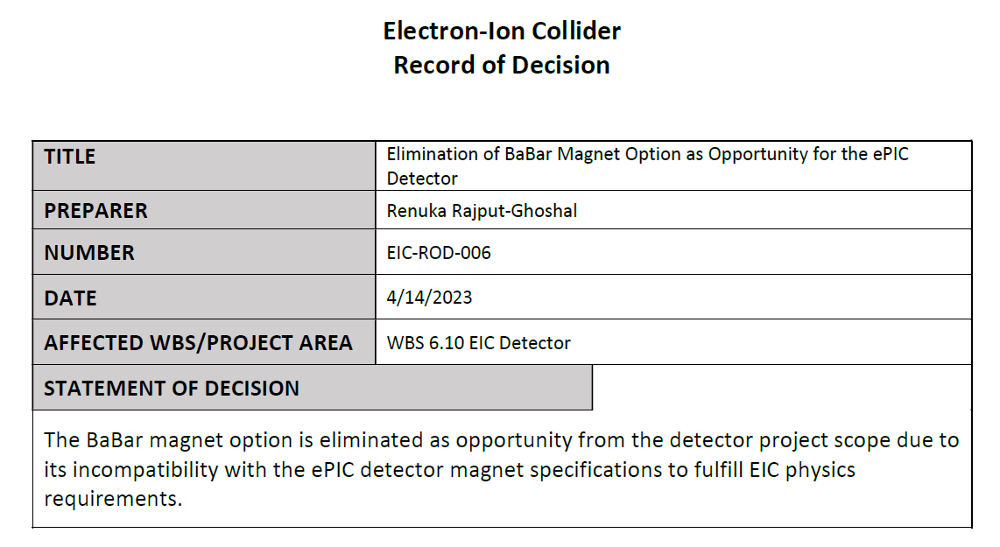 Electron-Ion Collider
Record of Decision
TITLE
Elimination of BaBar Magnet Option as Opportunity for the ePIC
Detector
PREPARER
Renuka Rajput-Ghoshal
NUMBER
EIC-ROD-006
DATE
4/14/2023
AFFECTED WBS/PROJECT AREA
WBS 6.10 EIC Detector
STATEMENT OF DECISION
The BaBar magnet option is eliminated as opportunity from the detector project scope due to
its incompatibility with the ePIC detector magnet specifications to fulfill EIC physics
requirements.